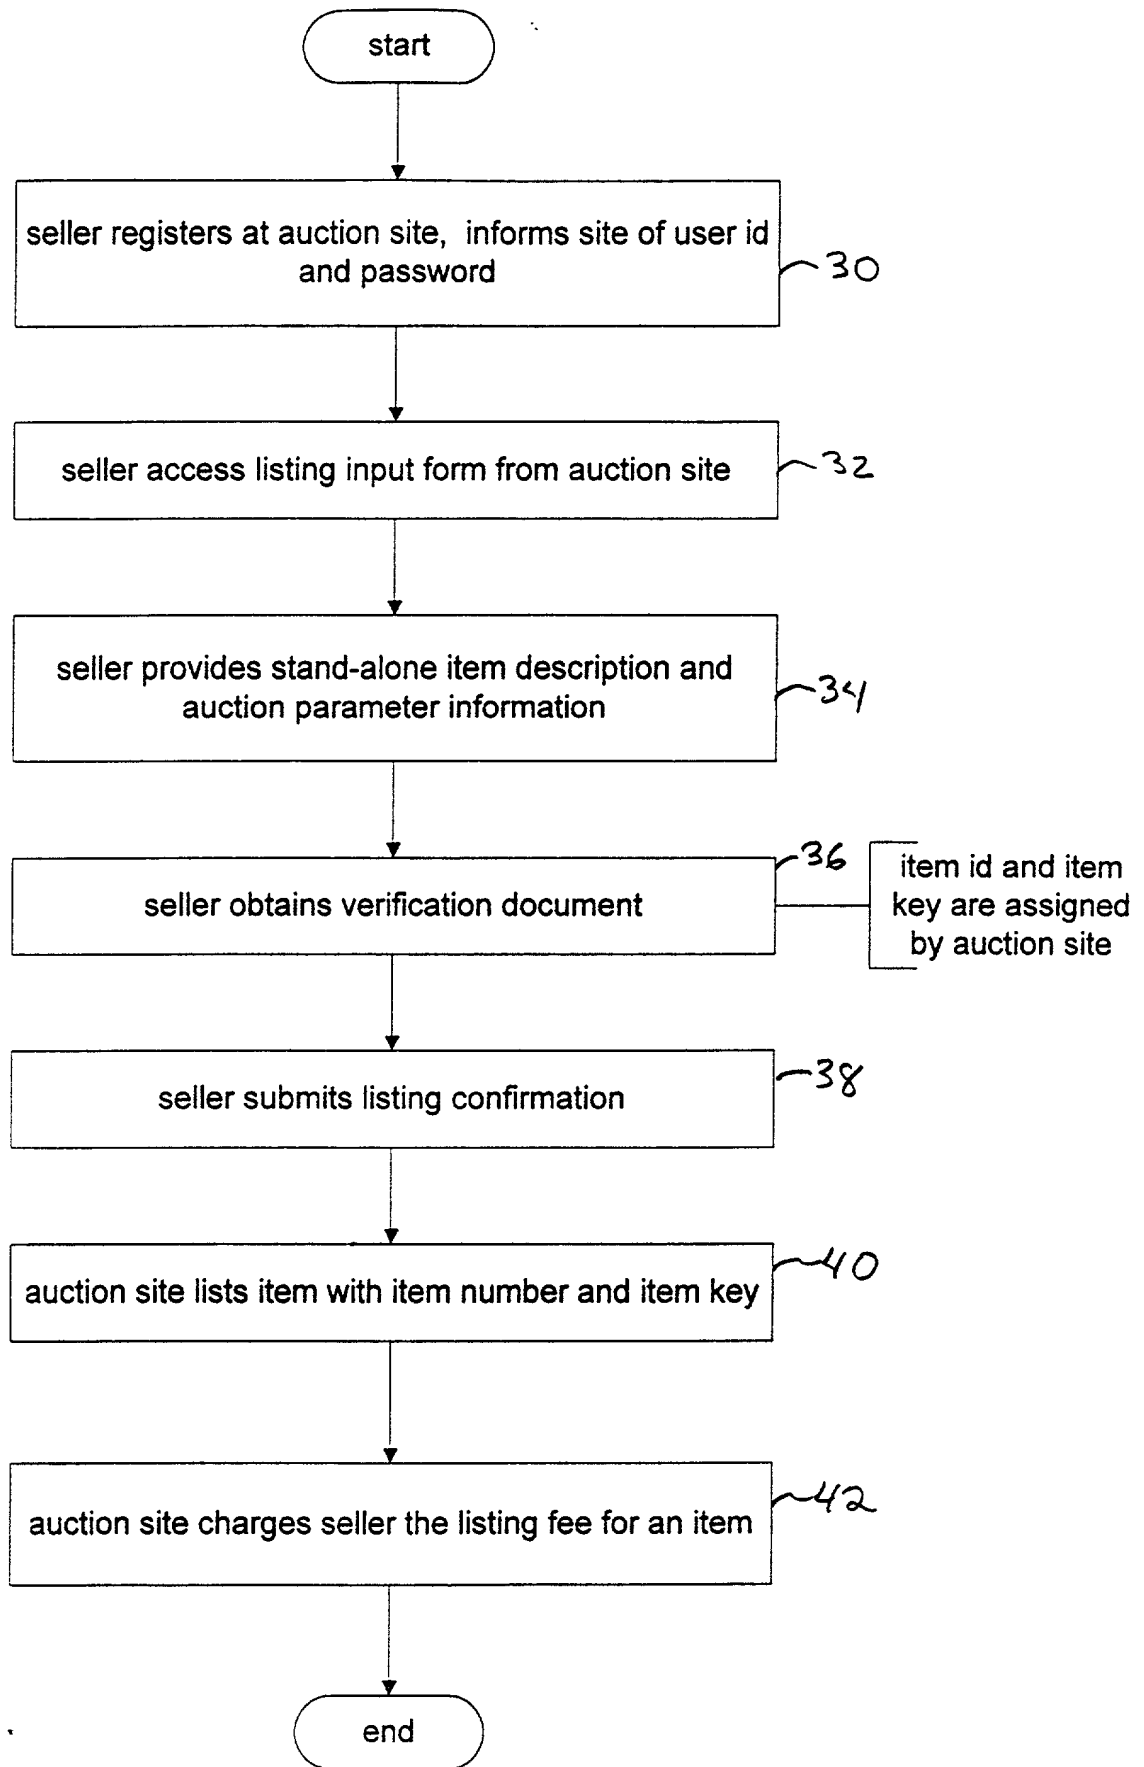 start
seller registers at auction site, informs site of user id
and password
30
seller access listing input form from auction site
32
seller provides stand-alone item description and
auction parameter information
34
seller obtains verification document
36
item id and item
key are assigned
by auction site
seller submits listing confirmation
38
auction site lists item with item number and item key
40
auction site charges seller the listing fee for an item
42
end